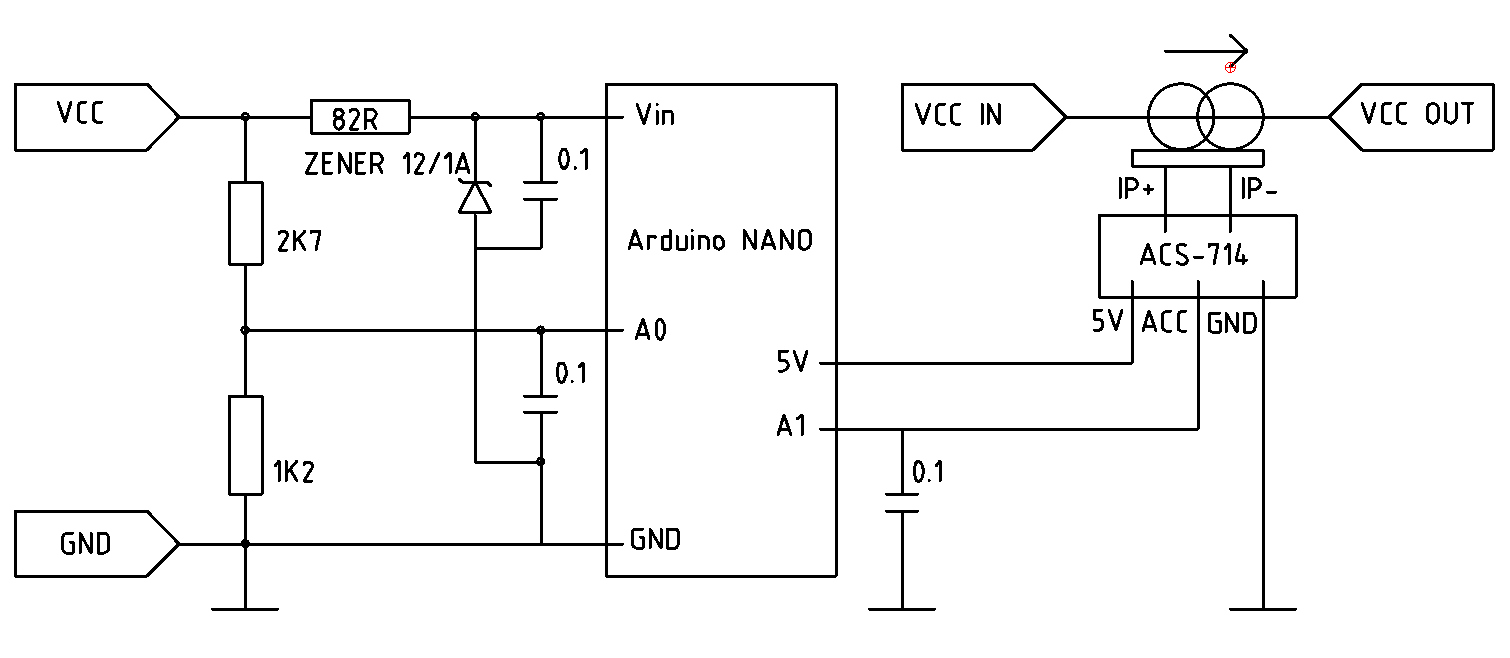 VCC
82R
Vin
VCC IN
VCC OUT
ZENER 12/1A
0.1
IP+
IP-
2K7
Arduino NANO
ACS-714
A0
5V
ACC
GND
5V
0.1
A1
1K2
0.1
GND
GND